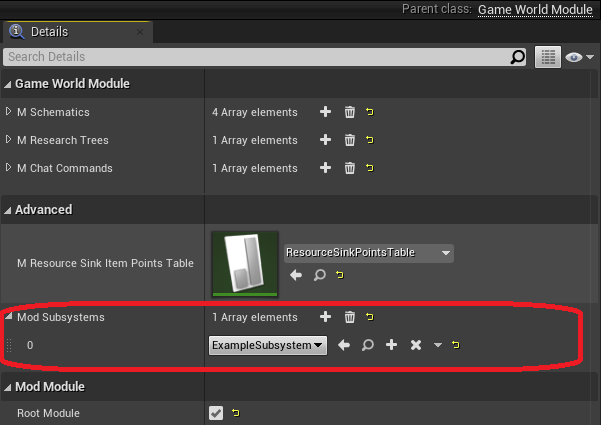 Parent class: Game World Module
Details
Search Details
Game World Module
M Schematics 4 Array elements
M Research Trees 1 Array elements
M Chat Commands 1 Array elements
Advanced
M Resource Sink Item Points Table ResourceSinkPointsTable
Mod Subsystems 1 Array elements
0 ExampleSubsystem
Mod Module
Root Module